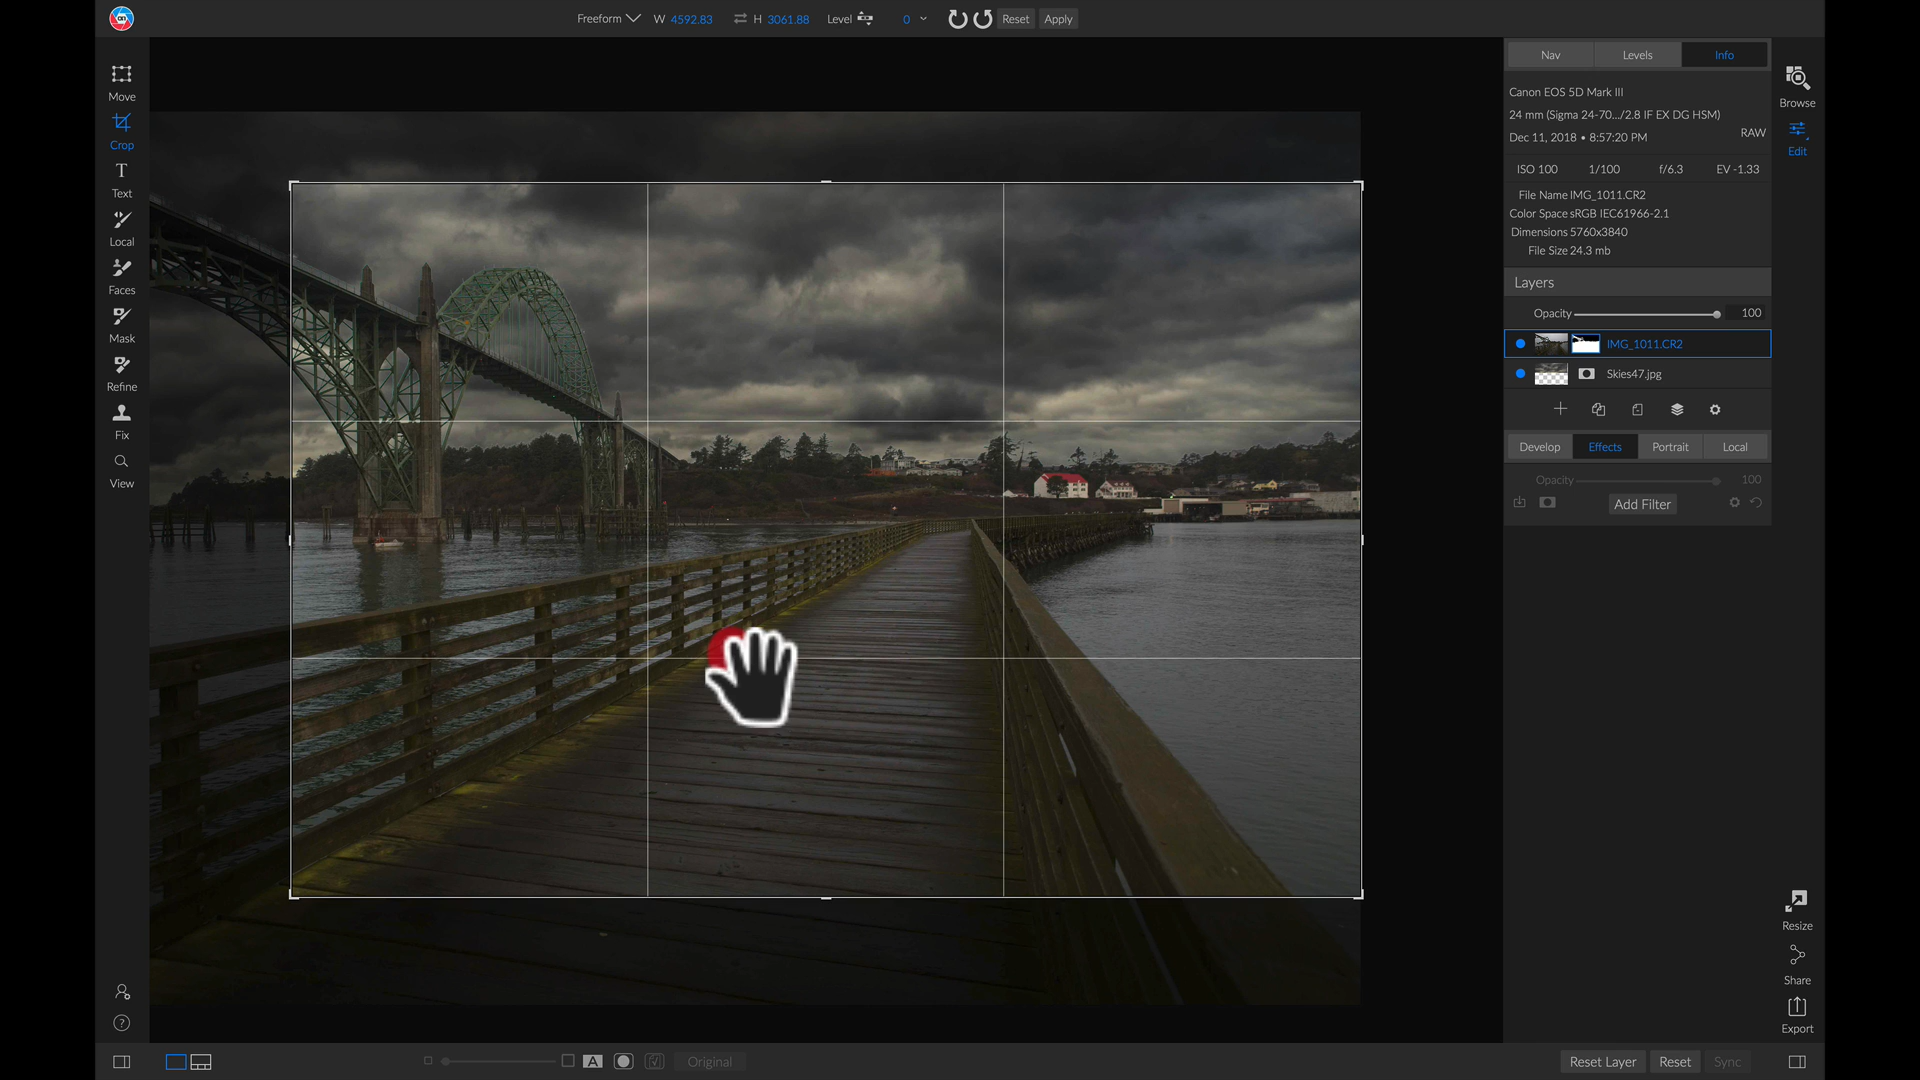 Freeform W 4592.83 H 3061.88 Level 0 Reset Apply
Move
Crop
Text
Local
Faces
Mask
Refine
Fix
View
Nav Levels Info
Canon EOS 5D Mark III
24 mm (Sigma 24-70.../2.8 IF EX DG HSM)
Dec 11, 2018 • 8:57:20 PM RAW
ISO 100 1/100 f/6.3 EV -1.33
File Name IMG_1011.CR2
Color Space sRGB IEC61966-2.1
Dimensions 5760x3840
File Size 24.3 mb
Layers
Opacity 100
IMG_1011.CR2
Skies47.jpg
Develop Effects Portrait Local
Opacity 100
Add Filter
Browse
Edit
Resize
Share
Export
?
A Original Reset Layer Reset Sync